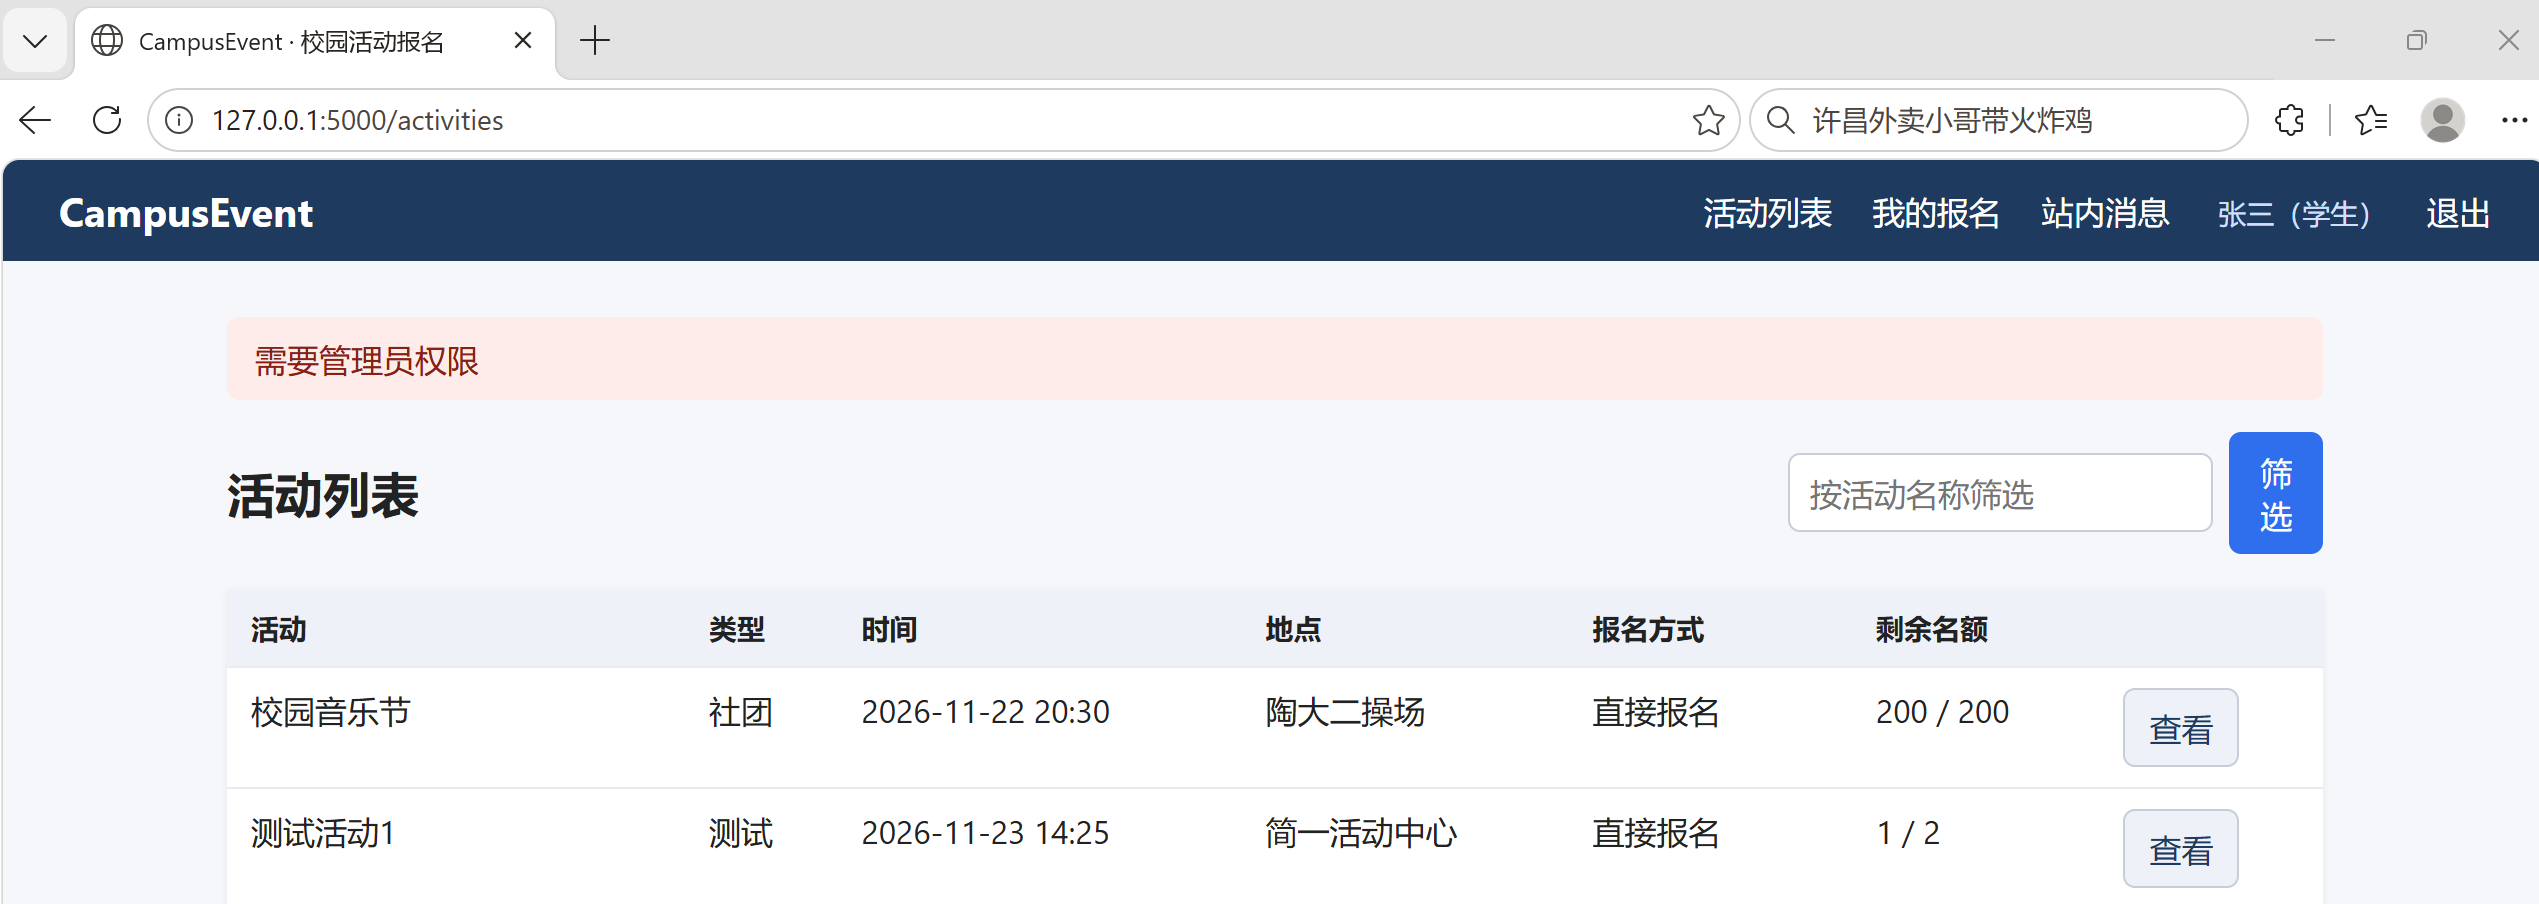 CampusEvent · 校园活动报名
127.0.0.1:5000/activities
许昌外卖小哥带火炸鸡
CampusEvent 活动列表 我的报名 站内消息 张三（学生） 退出
需要管理员权限
活动列表
按活动名称筛选
筛
选
活动 类型 时间 地点 报名方式 剩余名额
校园音乐节 社团 2026-11-22 20:30 陶大二操场 直接报名 200 / 200 查看
测试活动1 测试 2026-11-23 14:25 简一活动中心 直接报名 1 / 2 查看